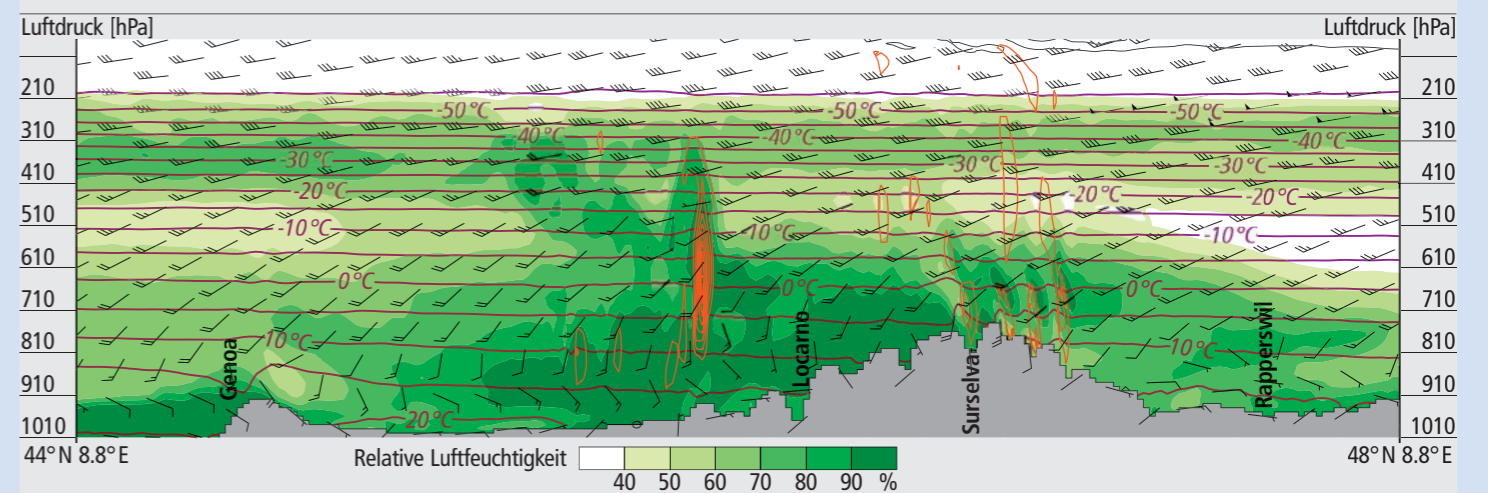 Luftdruck [hPa] Luftdruck [hPa]
210 -50°C -50°C -50°C 210
310 -40°C -40°C -40°C 310
-30°C -30°C -30°C
410 -20°C -20°C -20°C 410
510 -10°C -10°C -10°C 510
610 0°C 0°C 0°C 610
710 710
810 10°C 10°C 810
Genoa Locarno Surselva Rapperswil
910 910
1010 20°C 1010
44°N 8.8°E Relative Luftfeuchtigkeit 48°N 8.8°E
40 50 60 70 80 90 %